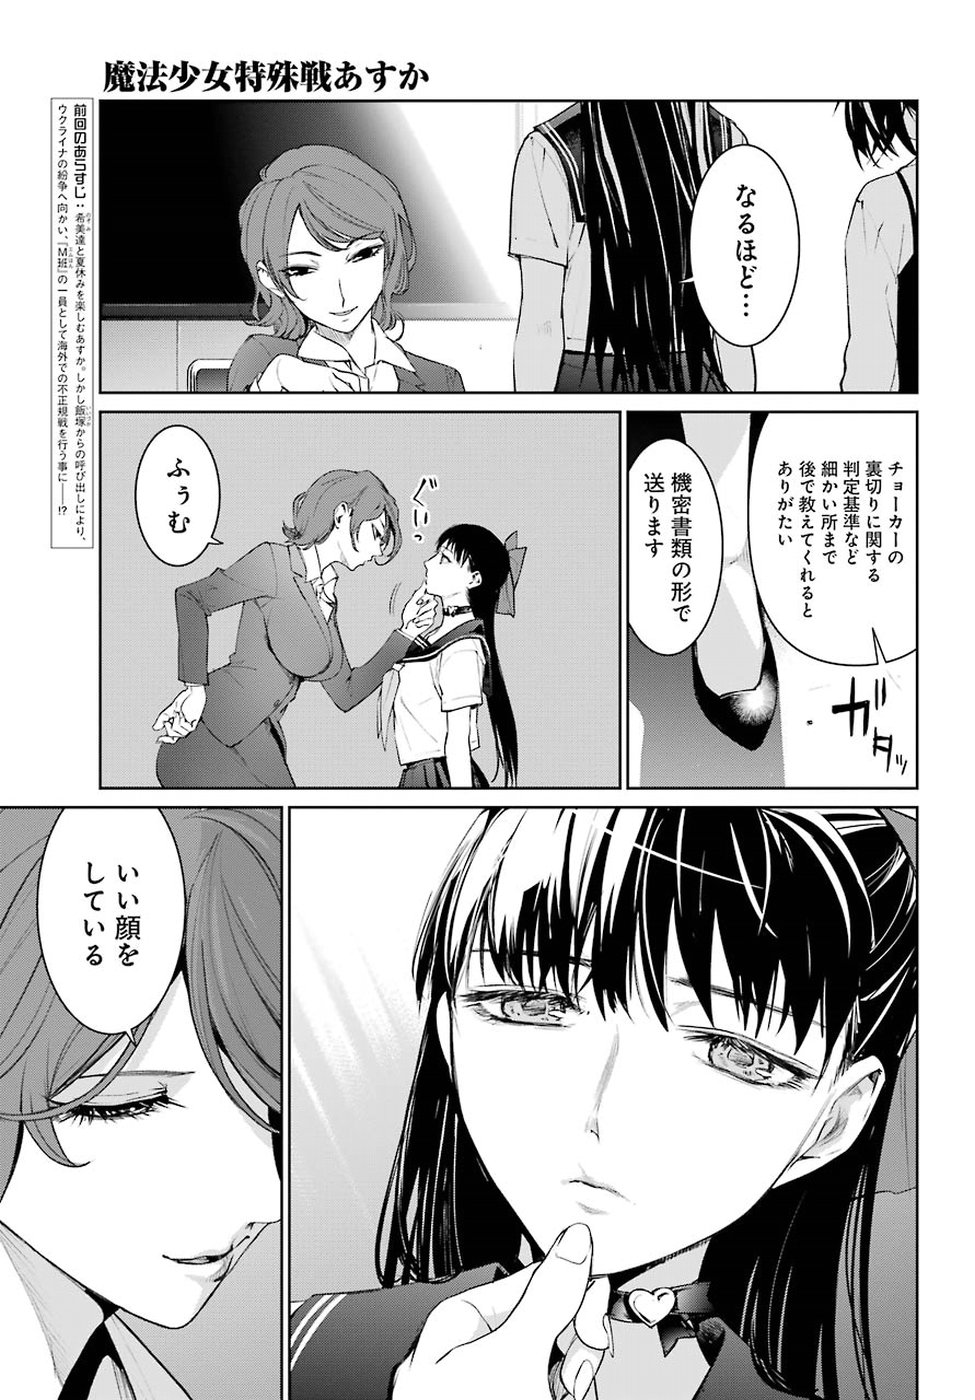 魔法少女特殊戦あすか
なるほど…
チョーカーの
裏切りに関する
判定基準など
細かい所まで
後で教えてくれると
ありがたい
機密書類の形で
送ります
ガタッ
ぐいっ
ふぅむ
いい顔を
している
前回のあらすじ：希美達と夏休みを楽しむあすか。しかし飯塚からの呼び出しにより、
ウクライナの紛争へ向かい、『M班』の一員として海外での不正規戦を行う事に――!?